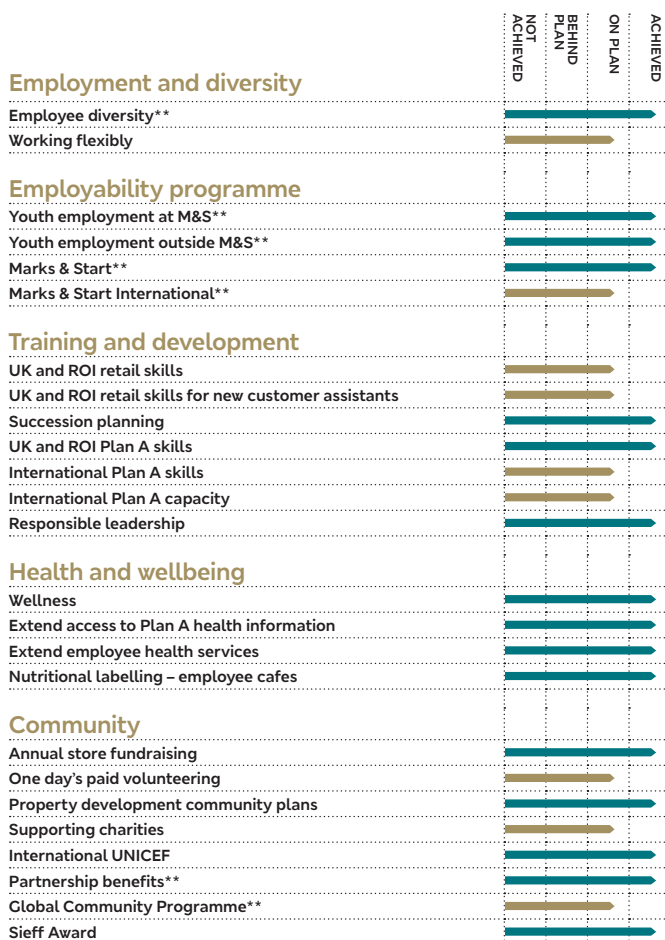 NOT
ACHIEVED
BEHIND
PLAN
ON PLAN
ACHIEVED
Employment and diversity
Employee diversity**
Working flexibly
Employability programme
Youth employment at M&S**
Youth employment outside M&S**
Marks & Start**
Marks & Start International**
Training and development
UK and ROI retail skills
UK and ROI retail skills for new customer assistants
Succession planning
UK and ROI Plan A skills
International Plan A skills
International Plan A capacity
Responsible leadership
Health and wellbeing
Wellness
Extend access to Plan A health information
Extend employee health services
Nutritional labelling – employee cafes
Community
Annual store fundraising
One day’s paid volunteering
Property development community plans
Supporting charities
International UNICEF
Partnership benefits**
Global Community Programme**
Sieff Award